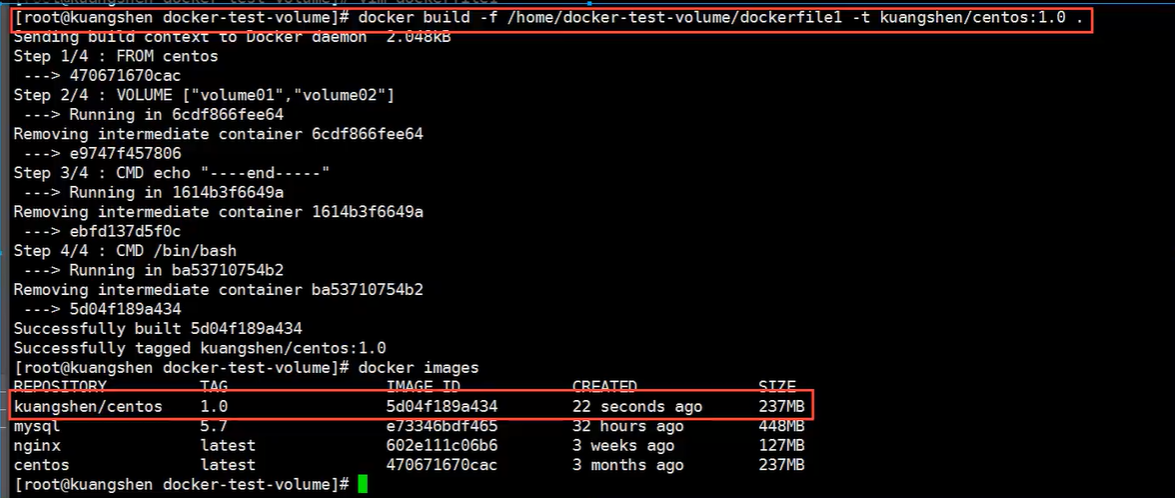 [root@kuangshen docker-test-volume]# vim dockerfile1
[root@kuangshen docker-test-volume]# docker build -f /home/docker-test-volume/dockerfile1 -t kuangshen/centos:1.0 .
Sending build context to Docker daemon  2.048kB
Step 1/4 : FROM centos
 ---> 470671670cac
Step 2/4 : VOLUME ["volume01","volume02"]
 ---> Running in 6cdf866fee64
Removing intermediate container 6cdf866fee64
 ---> e9747f457806
Step 3/4 : CMD echo "----end-----"
 ---> Running in 1614b3f6649a
Removing intermediate container 1614b3f6649a
 ---> ebfd137d5f0c
Step 4/4 : CMD /bin/bash
 ---> Running in ba53710754b2
Removing intermediate container ba53710754b2
 ---> 5d04f189a434
Successfully built 5d04f189a434
Successfully tagged kuangshen/centos:1.0
[root@kuangshen docker-test-volume]# docker images
REPOSITORY          TAG                 IMAGE ID            CREATED             SIZE
kuangshen/centos    1.0                 5d04f189a434        22 seconds ago      237MB
mysql               5.7                 e73346bdf465        32 hours ago        448MB
nginx               latest              602e111c06b6        3 weeks ago         127MB
centos              latest              470671670cac        3 months ago        237MB
[root@kuangshen docker-test-volume]#